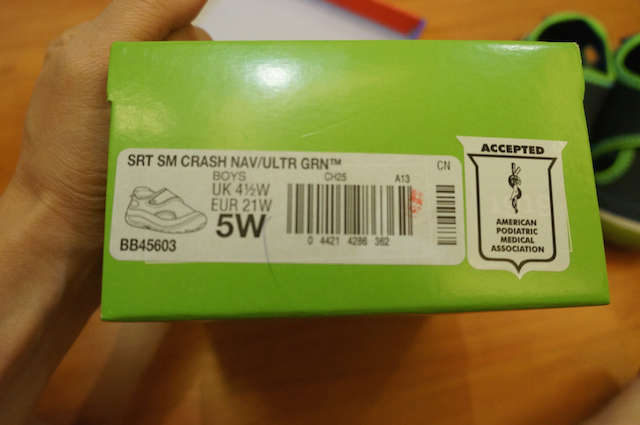 SRT SM CRASH NAV/ULTR GRN™
CN
BOYS
CH25
A13
UK 4½W
EUR 21W
5W
0 4421 4286 362
BB45603
ACCEPTED
AMERICAN
PODIATRIC
MEDICAL
ASSOCIATION